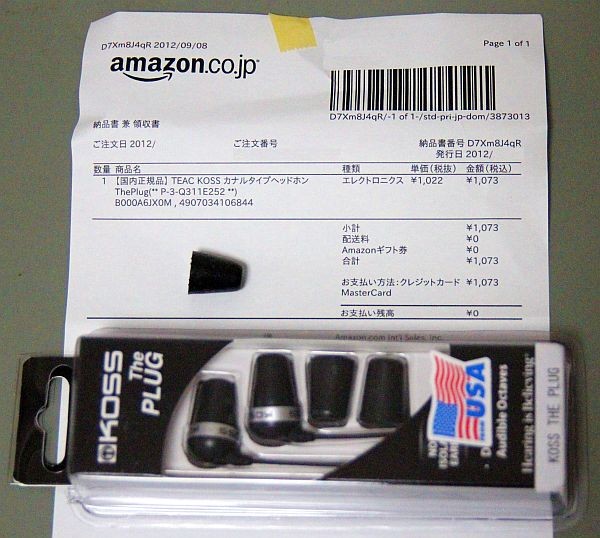 D7Xm8J4qR 2012/09/08
Page 1 of 1
amazon.co.jp
D7Xm8J4qR/-1 of 1-/std-pri-jp-dom/3873013
納品書 兼 領収書
ご注文日 2012/ ご注文番号 納品書番号 D7Xm8J4qR
発行日 2012/
数量 商品名 種類 単価(税抜) 金額(税込)
1 【国内正規品】 TEAC KOSS カナルタイプヘッドホン エレクトロニクス ¥1,022 ¥1,073
ThePlug(** P-3-Q311E252 **)
B000A6JX0M , 4907034106844
小計 ¥1,073
配送料 ¥0
Amazonギフト券 ¥0
合計 ¥1,073
お支払い方法:クレジットカード ¥1,073
MasterCard
お支払い残高 ¥0
Amazon.com Int'l Sales, Inc.
KOSS
The
PLUG
FROM USA
Audible Octaves
Hearing is Believing
KOSS THE PLUG